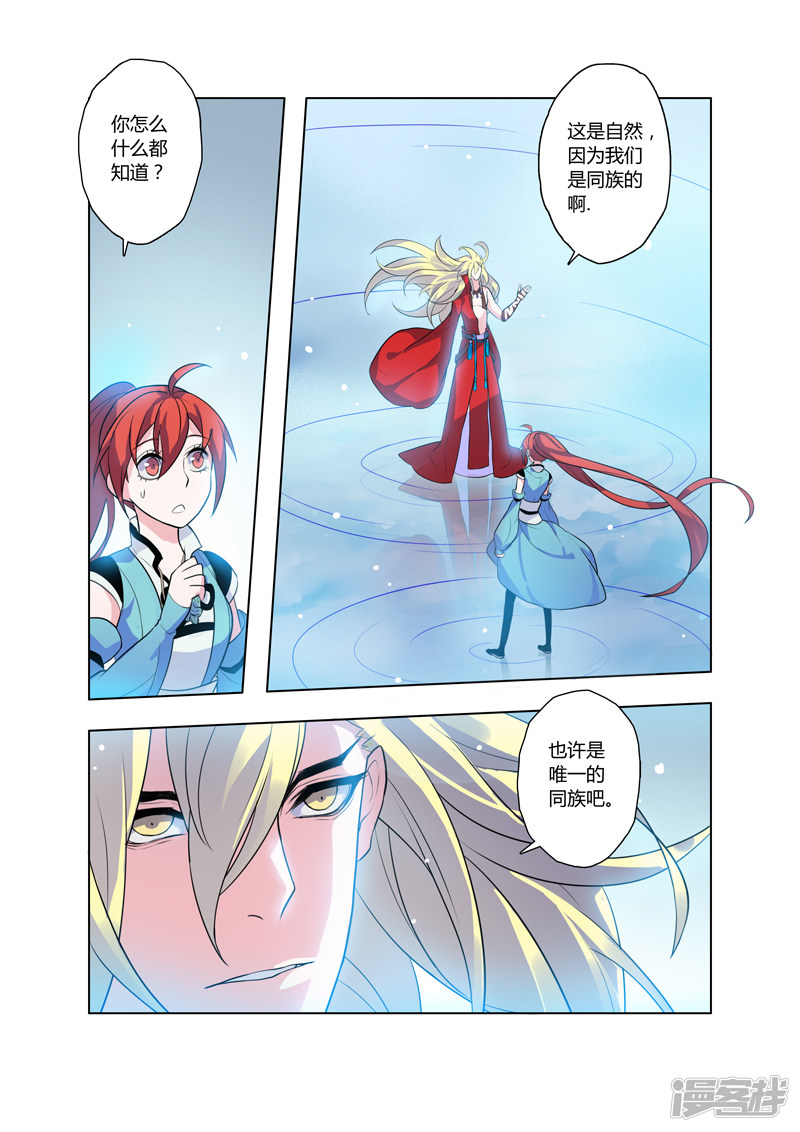 你怎么
什么都
知道？
这是自然，
因为我们
是同族的
啊.
也许是
唯一的
同族吧。
漫客栈